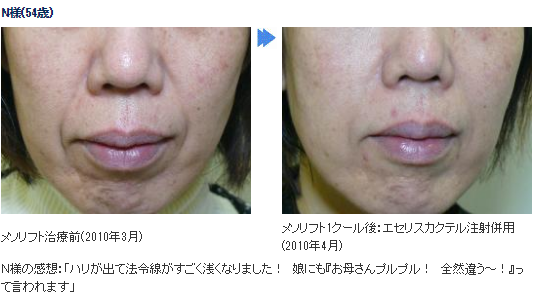 N様(54歳)
メソリフト治療前(2010年3月)
メソリフト1クール後：エセリスカクテル注射併用
(2010年4月)
N様の感想：「ハリが出て法令線がすごく浅くなりました！　娘にも『お母さんプルプル！　全然違う～！』っ
て言われます」